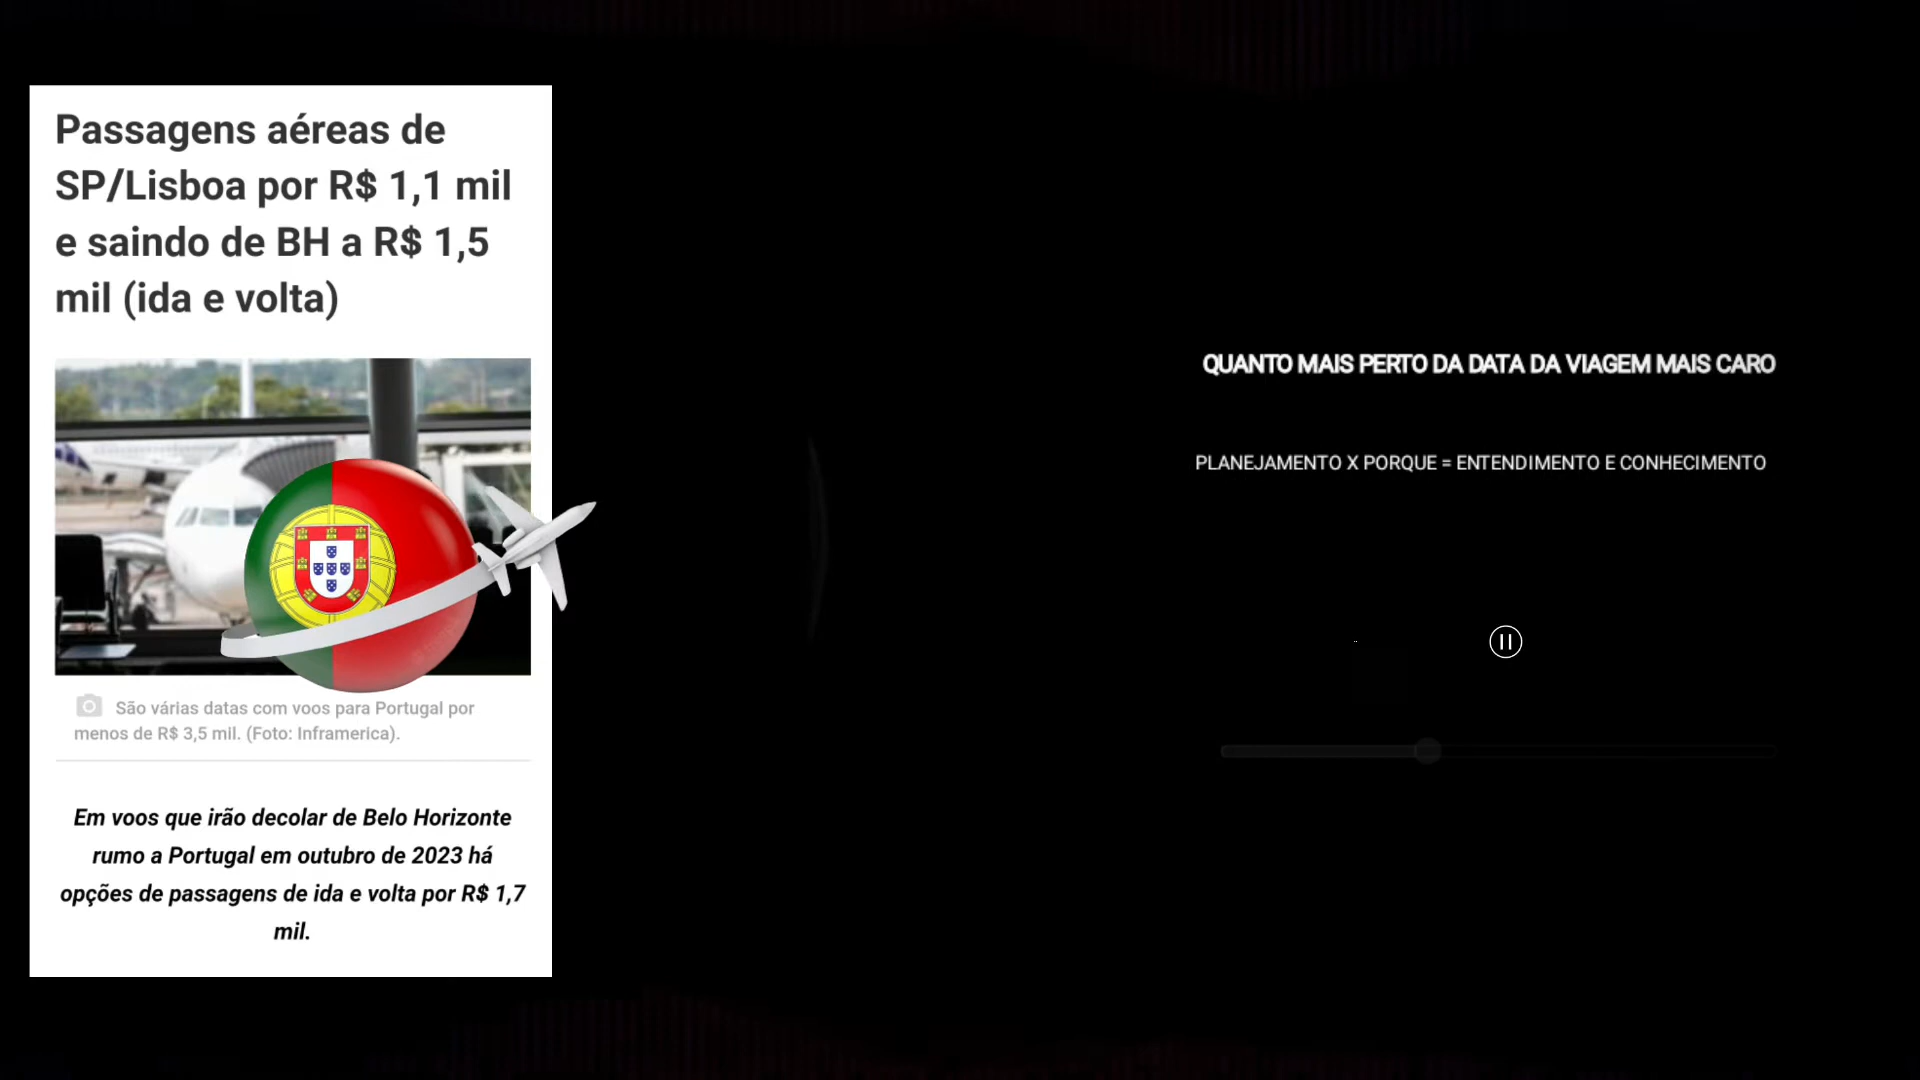 Passagens aéreas de
SP/Lisboa por R$ 1,1 mil
e saindo de BH a R$ 1,5
mil (ida e volta)
São várias datas com voos para Portugal por
menos de R$ 3,5 mil. (Foto: Inframerica).
Em voos que irão decolar de Belo Horizonte
rumo a Portugal em outubro de 2023 há
opções de passagens de ida e volta por R$ 1,7
mil.
QUANTO MAIS PERTO DA DATA DA VIAGEM MAIS CARO
PLANEJAMENTO X PORQUE = ENTENDIMENTO E CONHECIMENTO